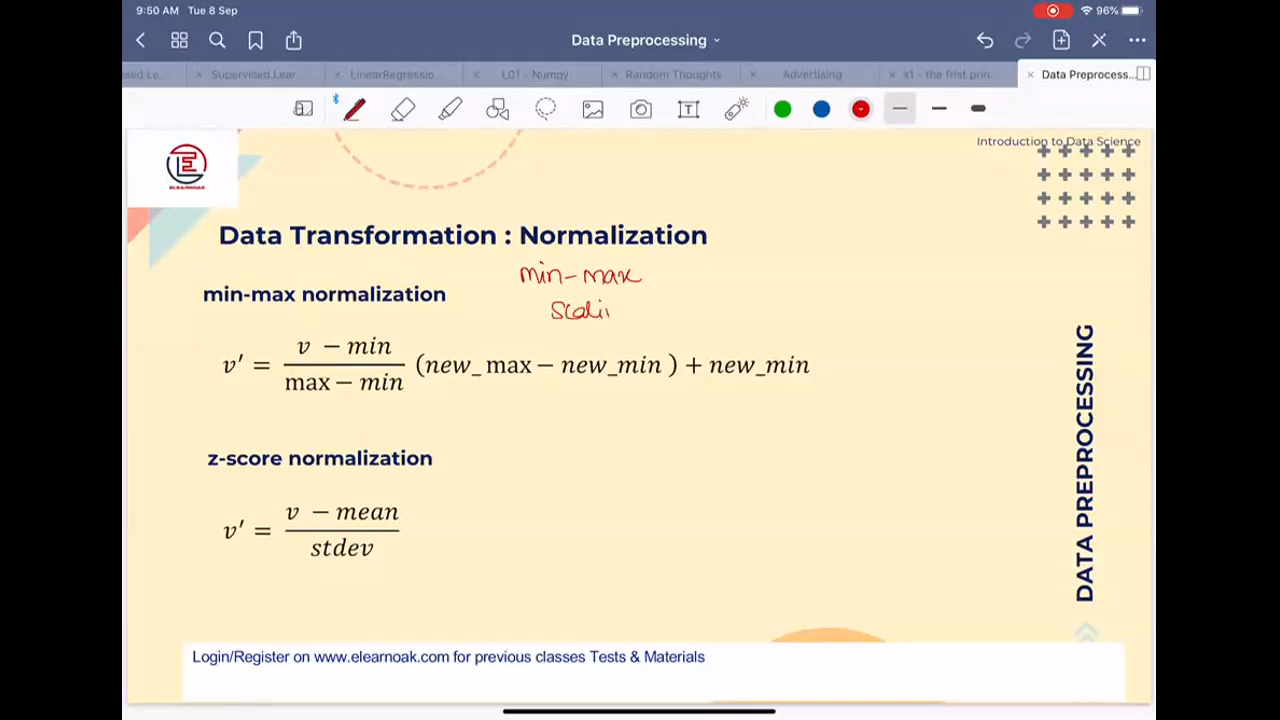 9:50 AM Tue 8 Sep
96%
Data Preprocessing
Supervised Lear
LinearRegressio...
L01 - Numpy
Random Thoughts
Advertising
s1 - the frist prin...
Data Preprocess...
Introduction to Data Science
ELEARNOAK
Data Transformation : Normalization
min-max
scali
min-max normalization
v' = (v - min) / (max - min) (new_max - new_min ) + new_min
z-score normalization
v' = (v - mean) / stdev
DATA PREPROCESSING
Login/Register on www.elearnoak.com for previous classes Tests & Materials